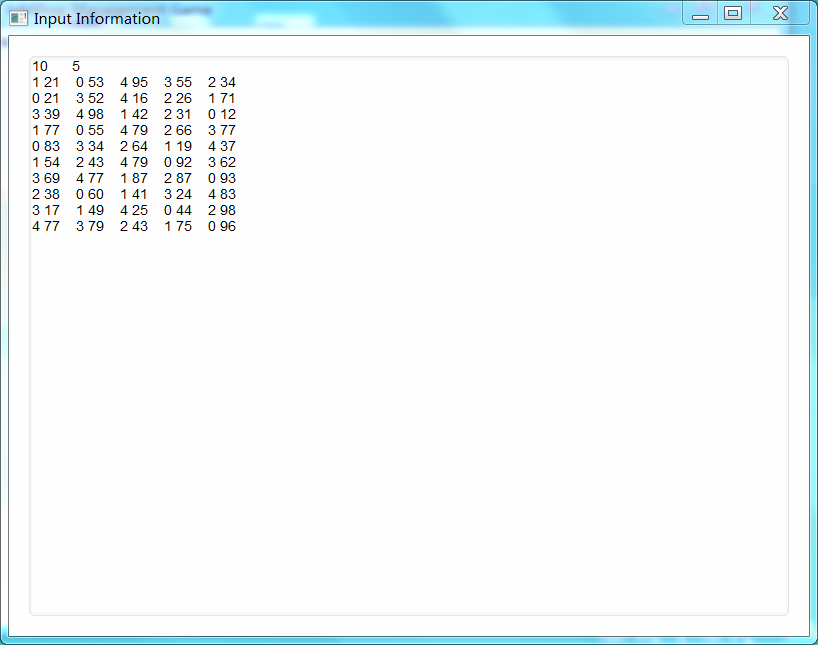 Input Information
10 5
1 21 0 53 4 95 3 55 2 34
0 21 3 52 4 16 2 26 1 71
3 39 4 98 1 42 2 31 0 12
1 77 0 55 4 79 2 66 3 77
0 83 3 34 2 64 1 19 4 37
1 54 2 43 4 79 0 92 3 62
3 69 4 77 1 87 2 87 0 93
2 38 0 60 1 41 3 24 4 83
3 17 1 49 4 25 0 44 2 98
4 77 3 79 2 43 1 75 0 96